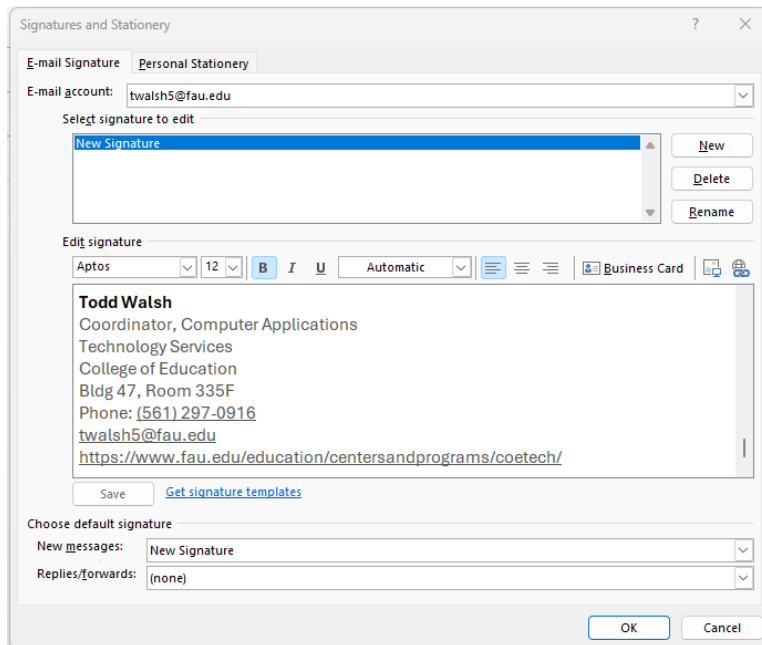 Signatures and Stationery ? ×
E-mail Signature Personal Stationery
E-mail account: twalsh5@fau.edu
Select signature to edit
New Signature
New
Delete
Rename
Edit signature
Aptos 12 B I U Automatic Business Card
Todd Walsh
Coordinator, Computer Applications
Technology Services
College of Education
Bldg 47, Room 335F
Phone: (561) 297-0916
twalsh5@fau.edu
https://www.fau.edu/education/centersandprograms/coetech/
Save Get signature templates
Choose default signature
New messages: New Signature
Replies/forwards: (none)
OK Cancel